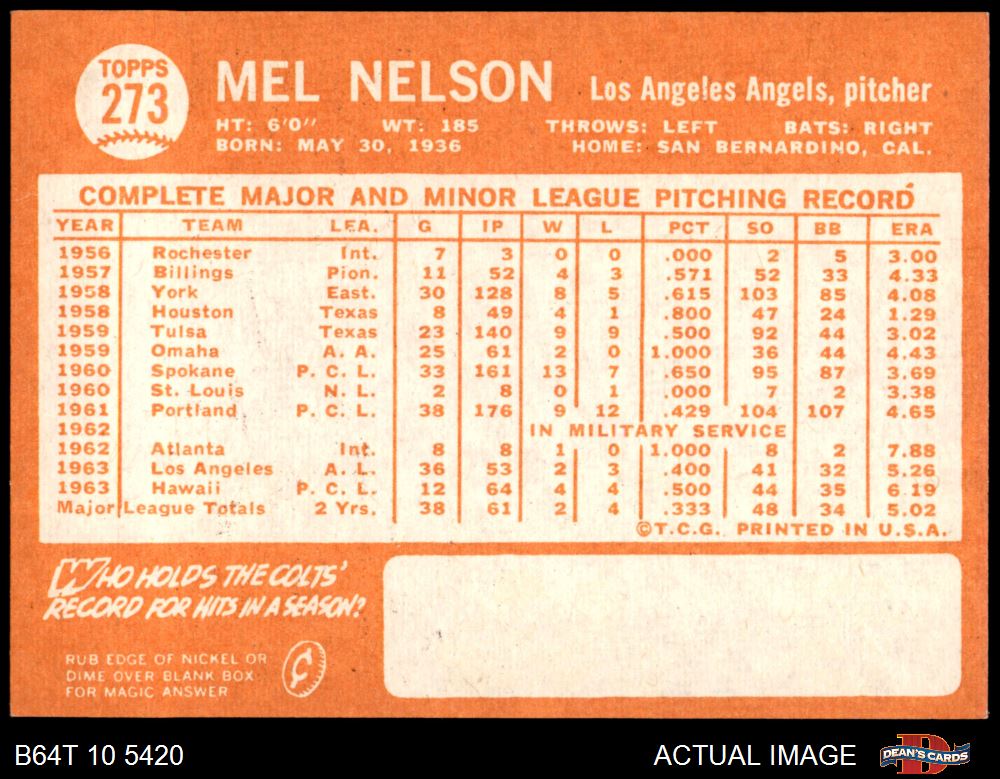 TOPPS
273
MEL NELSON Los Angeles Angels, pitcher
HT: 6'0" WT: 185 THROWS: LEFT BATS: RIGHT
BORN: MAY 30, 1936 HOME: SAN BERNARDINO, CAL.
COMPLETE MAJOR AND MINOR LEAGUE PITCHING RECORD
YEAR TEAM LEA. G IP W L PCT SO BB ERA
1956 Rochester Int. 7 3 0 0 .000 2 5 3.00
1957 Billings Pion. 11 52 4 3 .571 52 33 4.33
1958 York East. 30 128 8 5 .615 103 85 4.08
1958 Houston Texas 8 49 4 1 .800 47 24 1.29
1959 Tulsa Texas 23 140 9 9 .500 92 44 3.02
1959 Omaha A. A. 25 61 2 0 1.000 36 44 4.43
1960 Spokane P. C. L. 33 161 13 7 .650 95 87 3.69
1960 St. Louis N. L. 2 8 0 1 .000 7 2 3.38
1961 Portland P. C. L. 38 176 9 12 .429 104 107 4.65
1962 IN MILITARY SERVICE
1962 Atlanta Int. 8 8 1 0 1.000 8 2 7.88
1963 Los Angeles A. L. 36 53 2 3 .400 41 32 5.26
1963 Hawaii P. C. L. 12 64 4 4 .500 44 35 6.19
Major League Totals 2 Yrs. 38 61 2 4 .333 48 34 5.02
©T.C.G. PRINTED IN U.S.A.
WHO HOLDS THE COLTS'
RECORD FOR HITS IN A SEASON?
RUB EDGE OF NICKEL OR
DIME OVER BLANK BOX
FOR MAGIC ANSWER
¢
B64T 10 5420 ACTUAL IMAGE DEAN'S CARDS